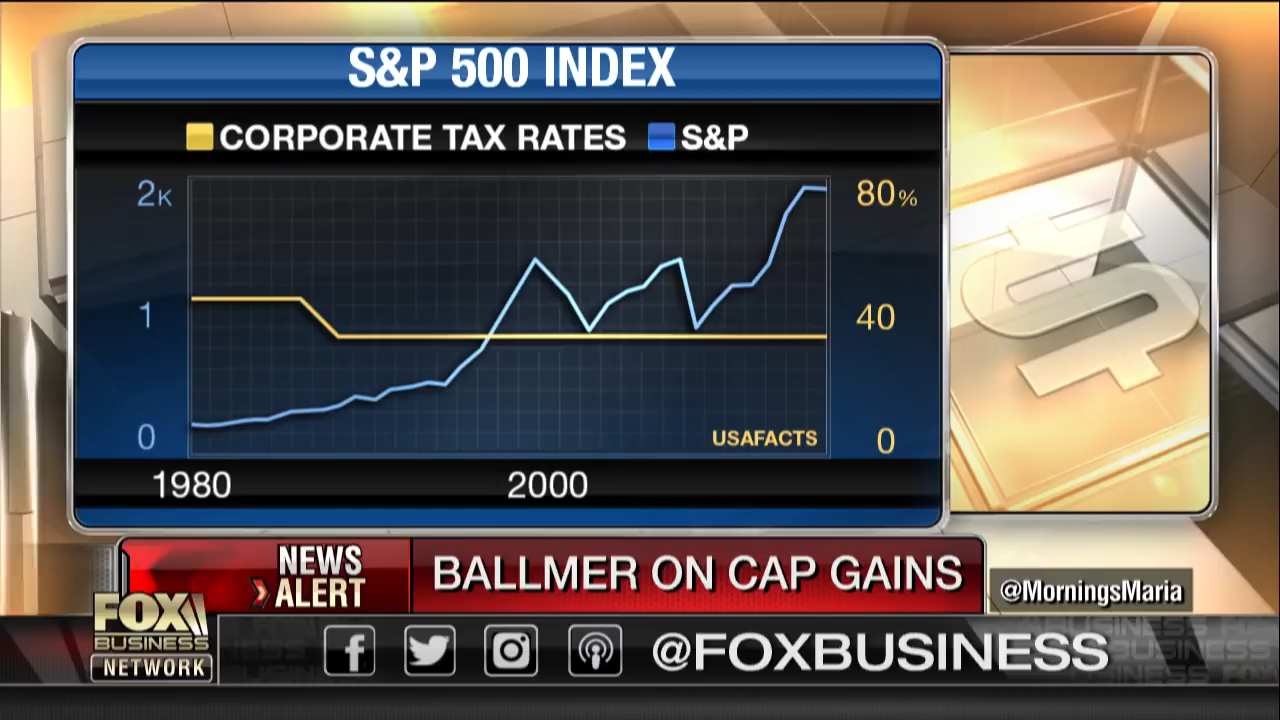 S&P 500 INDEX
CORPORATE TAX RATES S&P
2K 80%
1 40
0 USAFACTS 0
1980 2000
NEWS ALERT
BALLMER ON CAP GAINS
@MorningsMaria
FOX
BUSINESS
NETWORK
@FOXBUSINESS